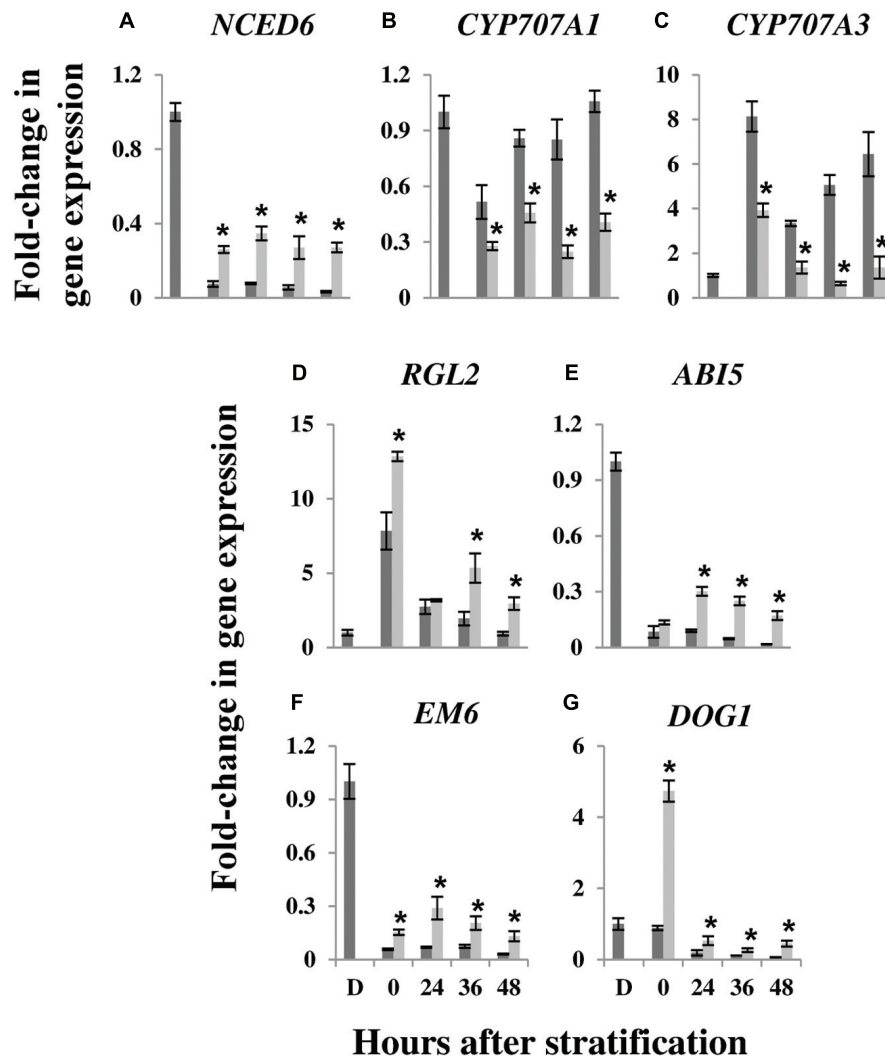 A NCED6 B CYP707A1 C CYP707A3
Fold-change in
gene expression
1.2
0.8
0.4
0
* * * *
1.2
0.9
0.6
0.3
0
* * * *
10
8
6
4
2
0
* * * *
D RGL2 E ABI5
Fold-change in gene expression
15
10
5
0
* * *
1.2
0.9
0.6
0.3
0
* * *
F EM6 G DOG1
1.2
0.9
0.6
0.3
0
* * * *
6
4
2
0
* * * *
D 0 24 36 48 D 0 24 36 48
Hours after stratification